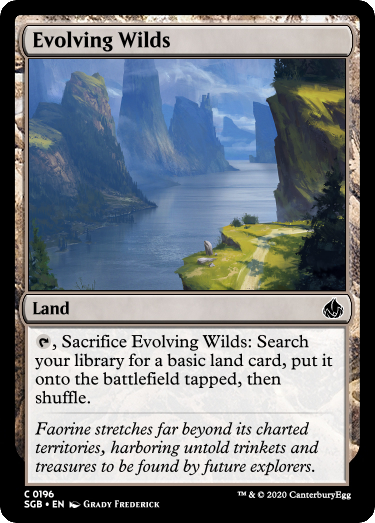 Evolving Wilds
Land
, Sacrifice Evolving Wilds: Search
your library for a basic land card, put it
onto the battlefield tapped, then
shuffle.
Faorine stretches far beyond its charted
territories, harboring untold trinkets and
treasures to be found by future explorers.
C 0196
SGB • EN Grady Frederick
™ & © 2020 CanterburyEgg